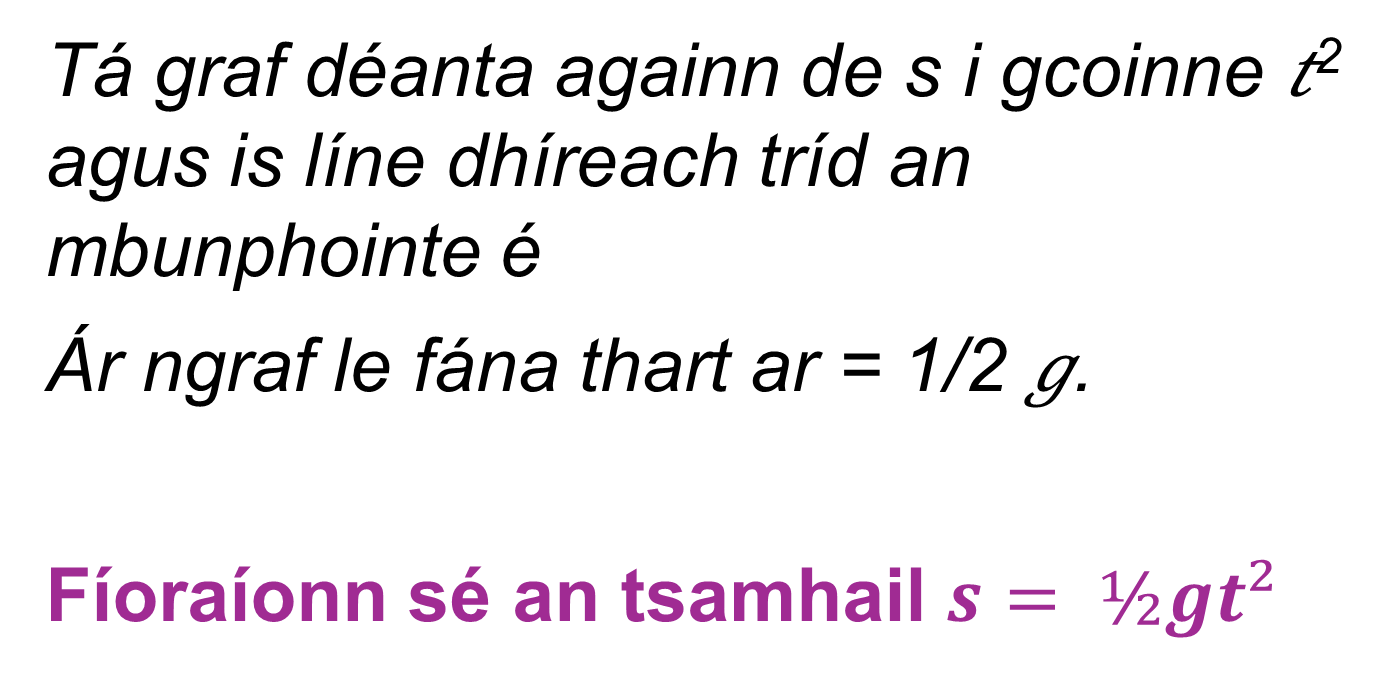 Tá graf déanta againn de s i gcoinne 𝑡²
agus is líne dhíreach tríd an
mbunphointe é
Ár ngraf le fána thart ar = 1/2 𝑔.
Fíoraíonn sé an tsamhail 𝒔 = ½𝒈𝒕²